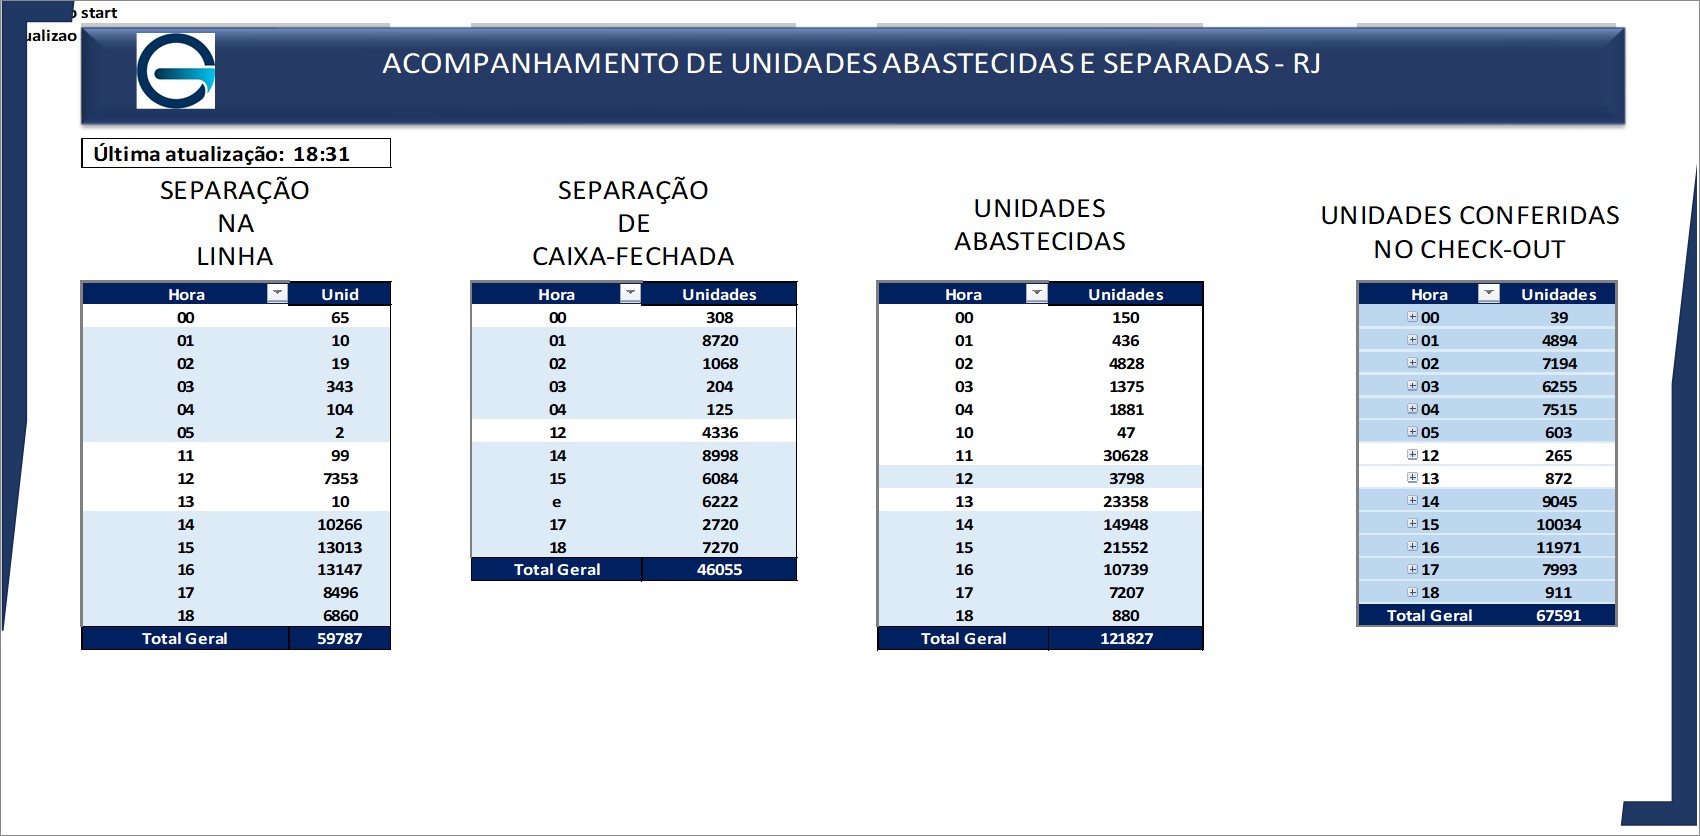 start
ACOMPANHAMENTO DE UNIDADES ABASTECIDAS E SEPARADAS - RJ
Última atualização: 18:31
SEPARAÇÃO
NA
LINHA
Hora Unid
00 65
01 10
02 19
03 343
04 104
05 2
11 99
12 7353
13 10
14 10266
15 13013
16 13147
17 8496
18 6860
Total Geral 59787
SEPARAÇÃO
DE
CAIXA-FECHADA
Hora Unidades
00 308
01 8720
02 1068
03 204
04 125
12 4336
14 8998
15 6084
e 6222
17 2720
18 7270
Total Geral 46055
UNIDADES
ABASTECIDAS
Hora Unidades
00 150
01 436
02 4828
03 1375
04 1881
10 47
11 30628
12 3798
13 23358
14 14948
15 21552
16 10739
17 7207
18 880
Total Geral 121827
UNIDADES CONFERIDAS
NO CHECK-OUT
Hora Unidades
00 39
01 4894
02 7194
03 6255
04 7515
05 603
12 265
13 872
14 9045
15 10034
16 11971
17 7993
18 911
Total Geral 67591